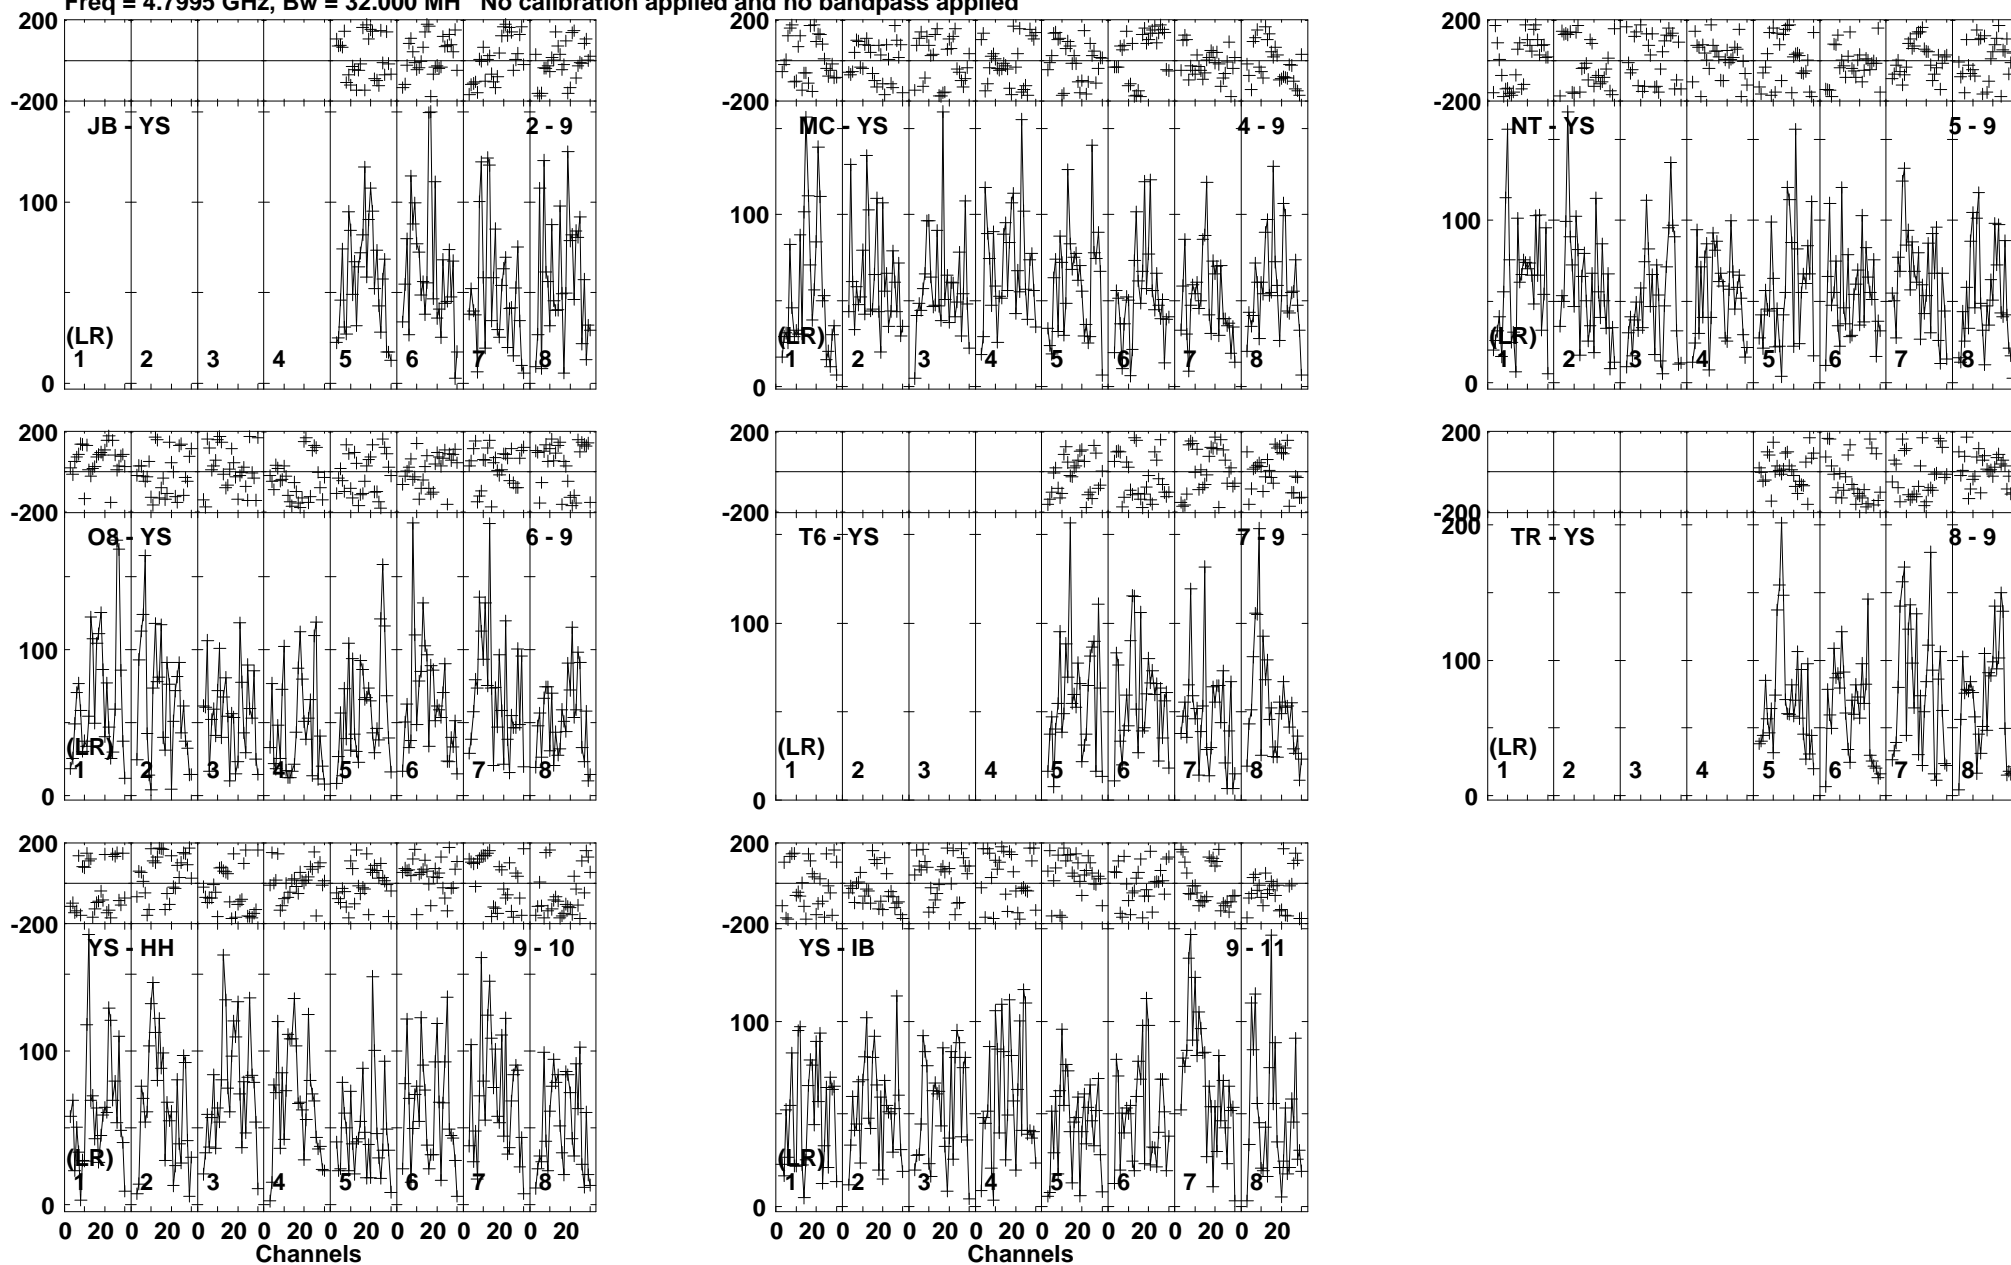 Freq = 4.7995 GHz, Bw = 32.000 MH No calibration applied and no bandpass applied
200 200 200
-200 -200 -200
JB - YS 2 - 9 MC - YS 4 - 9 NT - YS 5 - 9
100 100 100
(LR) (LR) (LR)
1 2 3 4 5 6 7 8 1 2 3 4 5 6 7 8 1 2 3 4 5 6 7 8
0 0 0
200 200 200
-200 -200 -200
200
O8 - YS 6 - 9 T6 - YS 7 - 9 TR - YS 8 - 9
100 100 100
(LR) (LR) (LR)
1 2 3 4 5 6 7 8 1 2 3 4 5 6 7 8 1 2 3 4 5 6 7 8
0 0 0
200 200
-200 -200
YS - HH 9 - 10 YS - IB 9 - 11
100 100
(LR) (LR)
1 2 3 4 5 6 7 8 1 2 3 4 5 6 7 8
0 0
0 20 0 20 0 20 0 20 0 20 0 20 0 20 0 20 0 20 0 20 0 20 0 20 0 20 0 20 0 20 0 20
Channels Channels